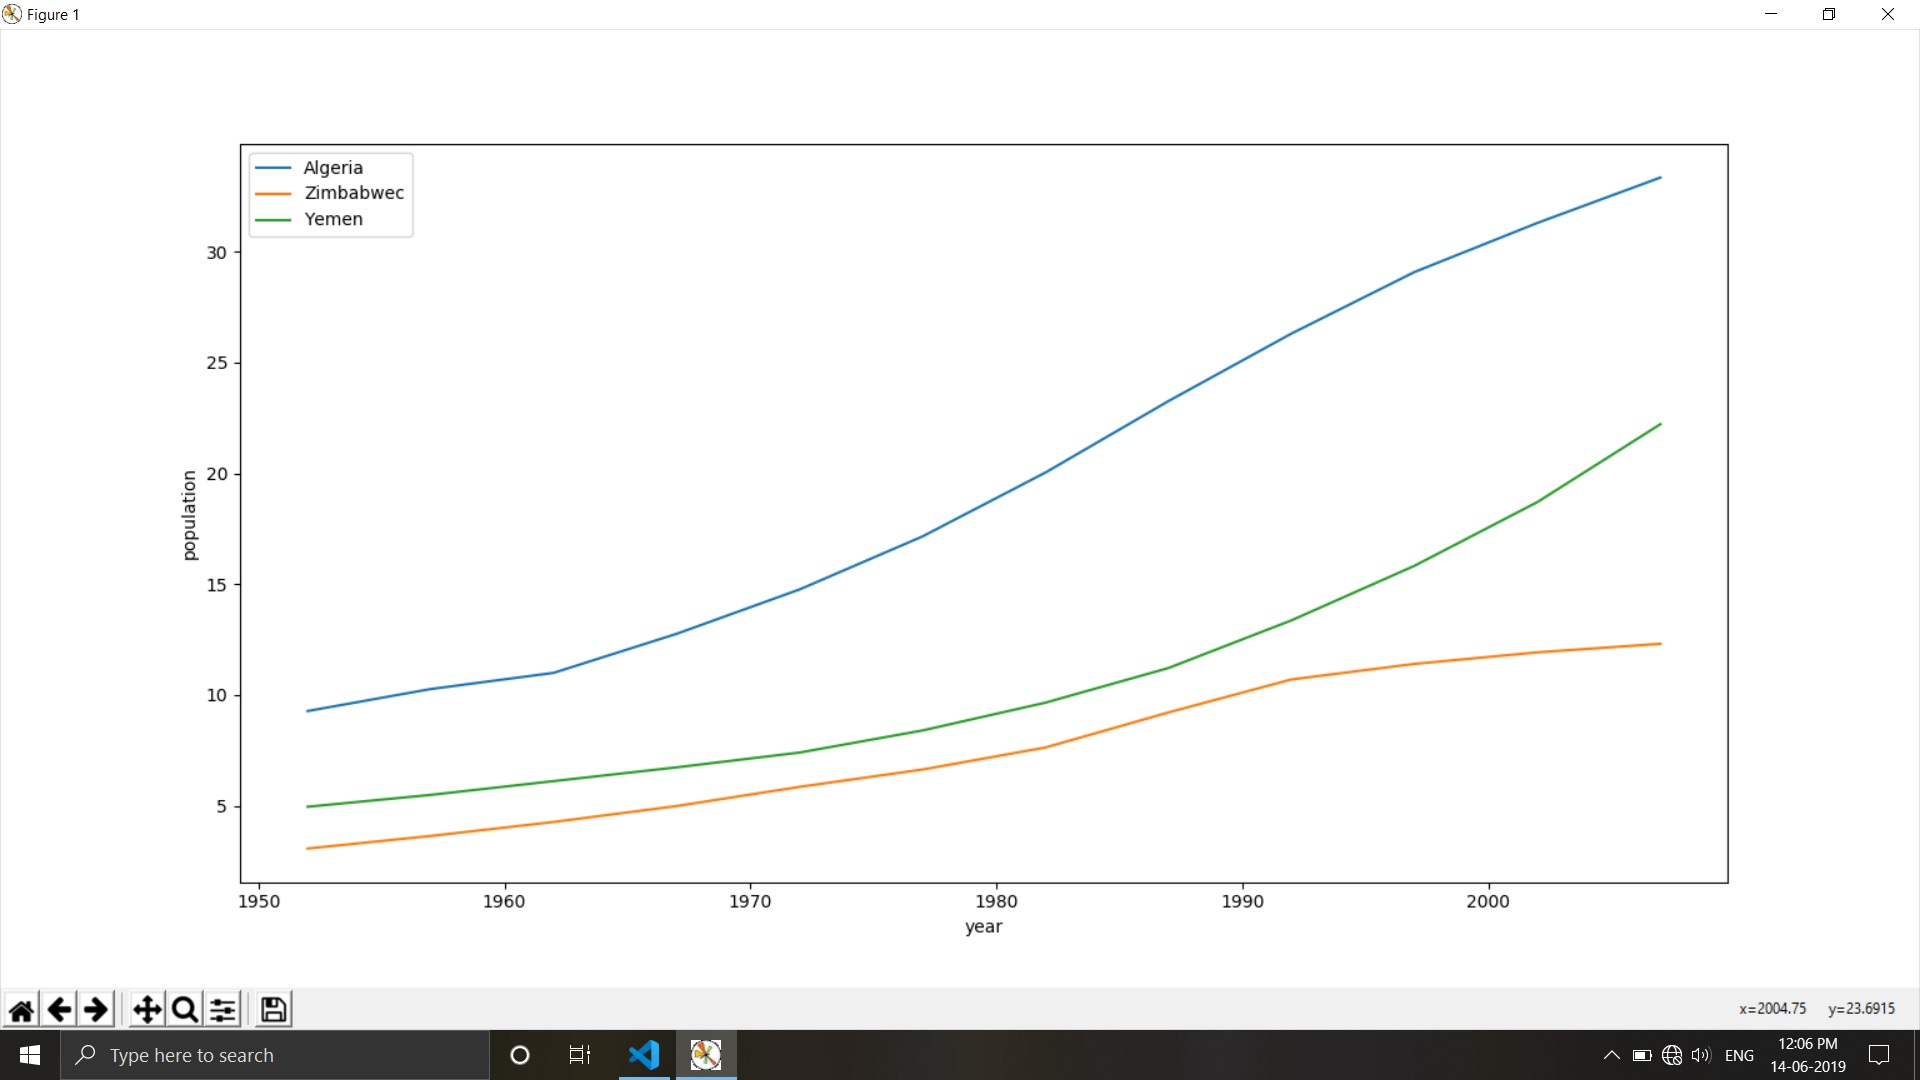 Figure 1
Algeria
Zimbabwec
Yemen
30
25
20
15
10
5
population
1950 1960 1970 1980 1990 2000
year
x=2004.75 y=23.6915
Type here to search
ENG
12:06 PM
14-06-2019